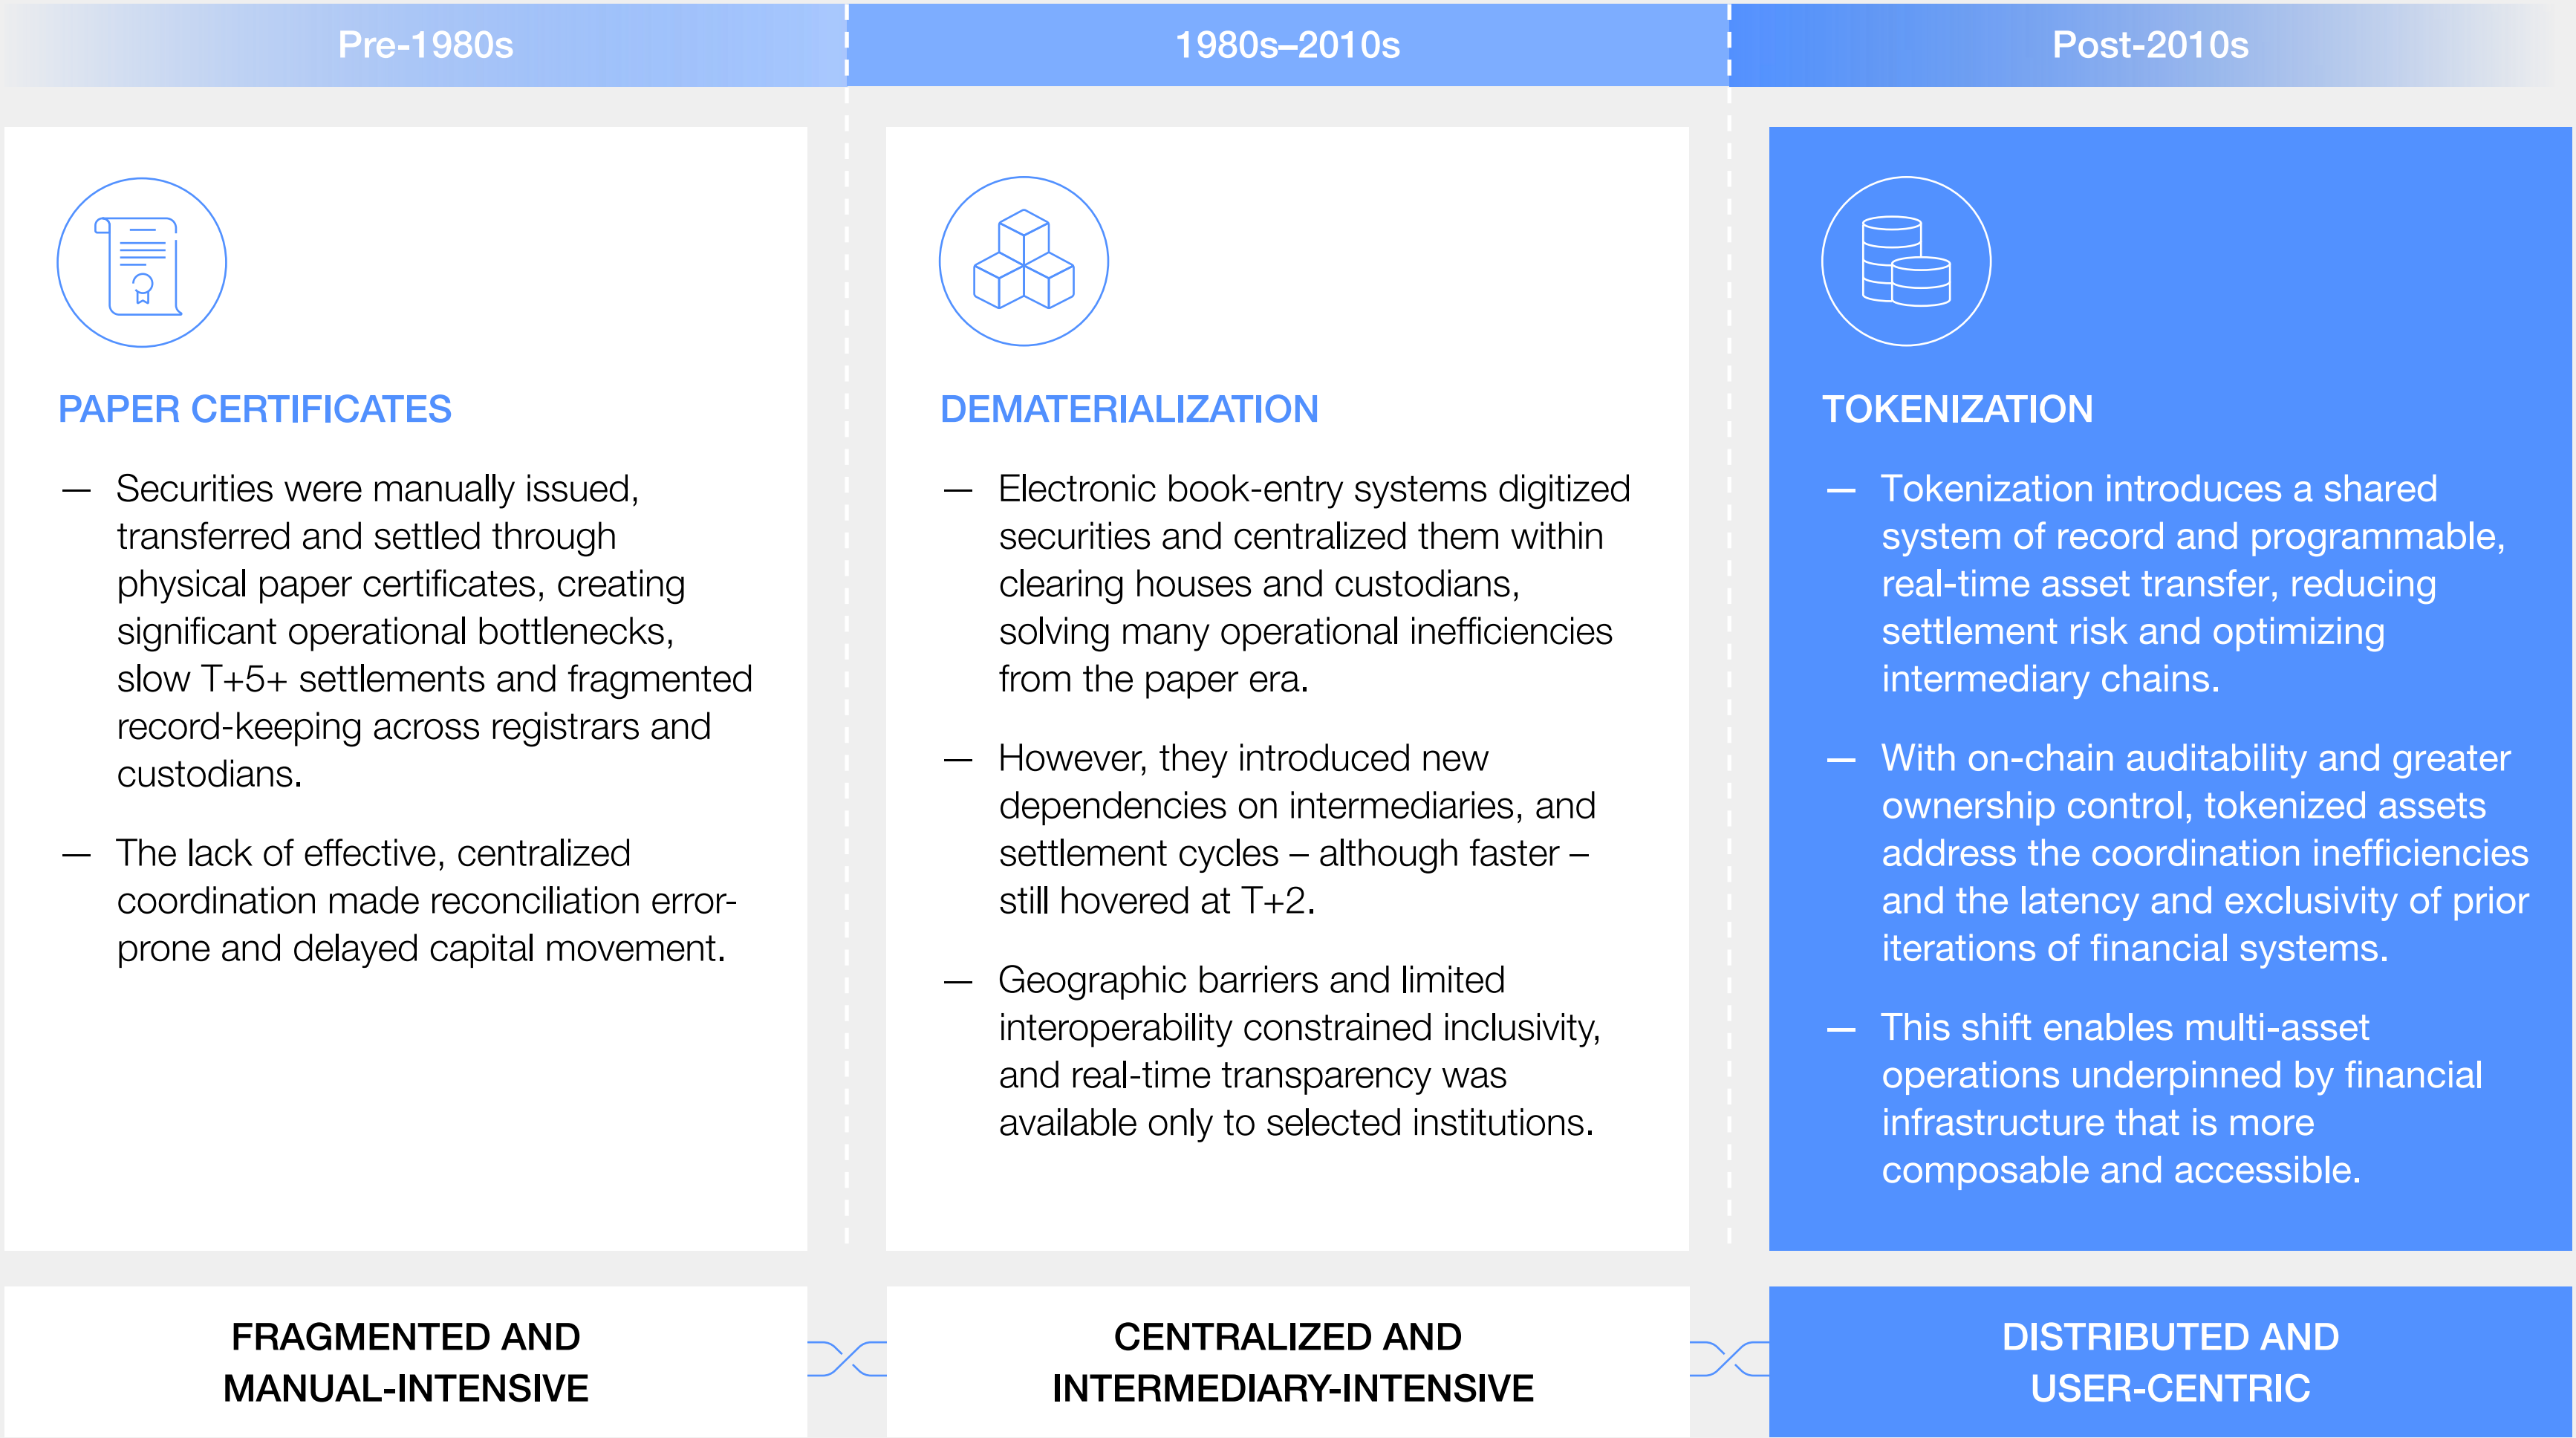 Pre-1980s
1980s–2010s
Post-2010s
PAPER CERTIFICATES
— Securities were manually issued,
transferred and settled through
physical paper certificates, creating
significant operational bottlenecks,
slow T+5+ settlements and fragmented
record-keeping across registrars and
custodians.
— The lack of effective, centralized
coordination made reconciliation error-
prone and delayed capital movement.
DEMATERIALIZATION
— Electronic book-entry systems digitized
securities and centralized them within
clearing houses and custodians,
solving many operational inefficiencies
from the paper era.
— However, they introduced new
dependencies on intermediaries, and
settlement cycles – although faster –
still hovered at T+2.
— Geographic barriers and limited
interoperability constrained inclusivity,
and real-time transparency was
available only to selected institutions.
TOKENIZATION
— Tokenization introduces a shared
system of record and programmable,
real-time asset transfer, reducing
settlement risk and optimizing
intermediary chains.
— With on-chain auditability and greater
ownership control, tokenized assets
address the coordination inefficiencies
and the latency and exclusivity of prior
iterations of financial systems.
— This shift enables multi-asset
operations underpinned by financial
infrastructure that is more
composable and accessible.
FRAGMENTED AND
MANUAL-INTENSIVE
CENTRALIZED AND
INTERMEDIARY-INTENSIVE
DISTRIBUTED AND
USER-CENTRIC